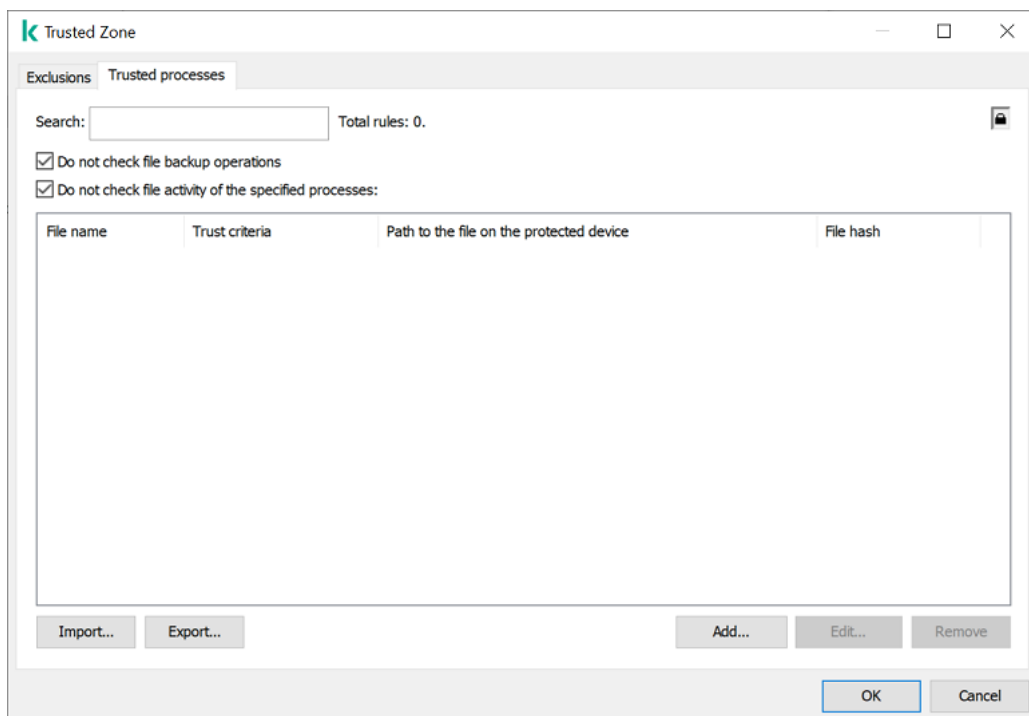 Trusted Zone
Exclusions Trusted processes
Search: Total rules: 0.
Do not check file backup operations
Do not check file activity of the specified processes:
File name Trust criteria Path to the file on the protected device File hash
Import... Export... Add... Edit... Remove
OK Cancel